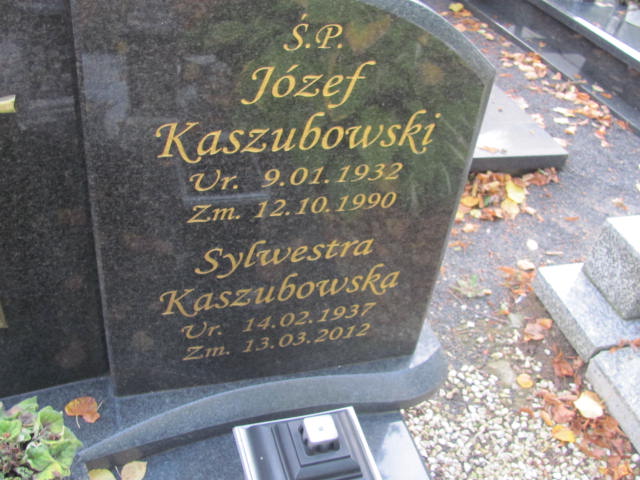 Ś.P.
Józef
Kaszubowski
Ur. 9.01.1932
Zm. 12.10.1990
Sylwestra
Kaszubowska
Ur. 14.02.1937
Zm. 13.03.2012